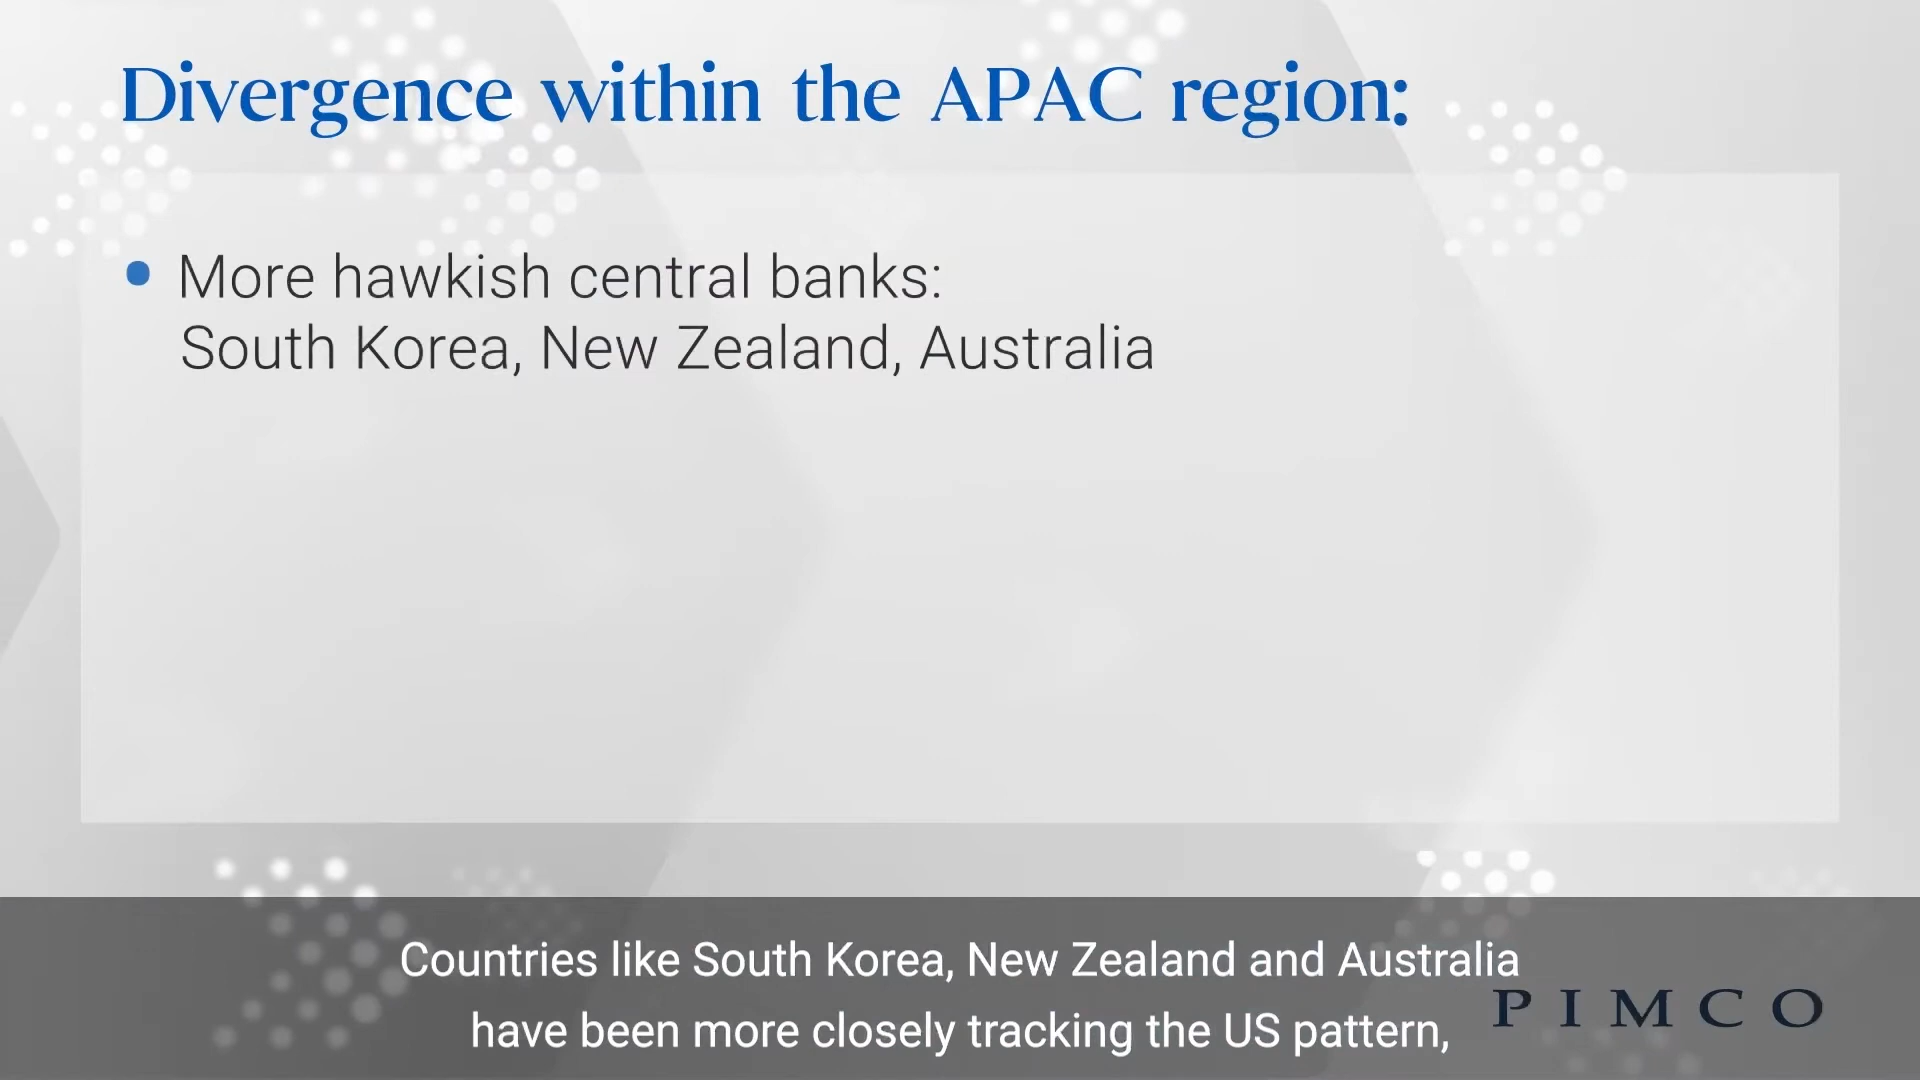 Divergence within the APAC region:
• More hawkish central banks:
South Korea, New Zealand, Australia
Countries like South Korea, New Zealand and Australia
have been more closely tracking the US pattern,
PIMCO